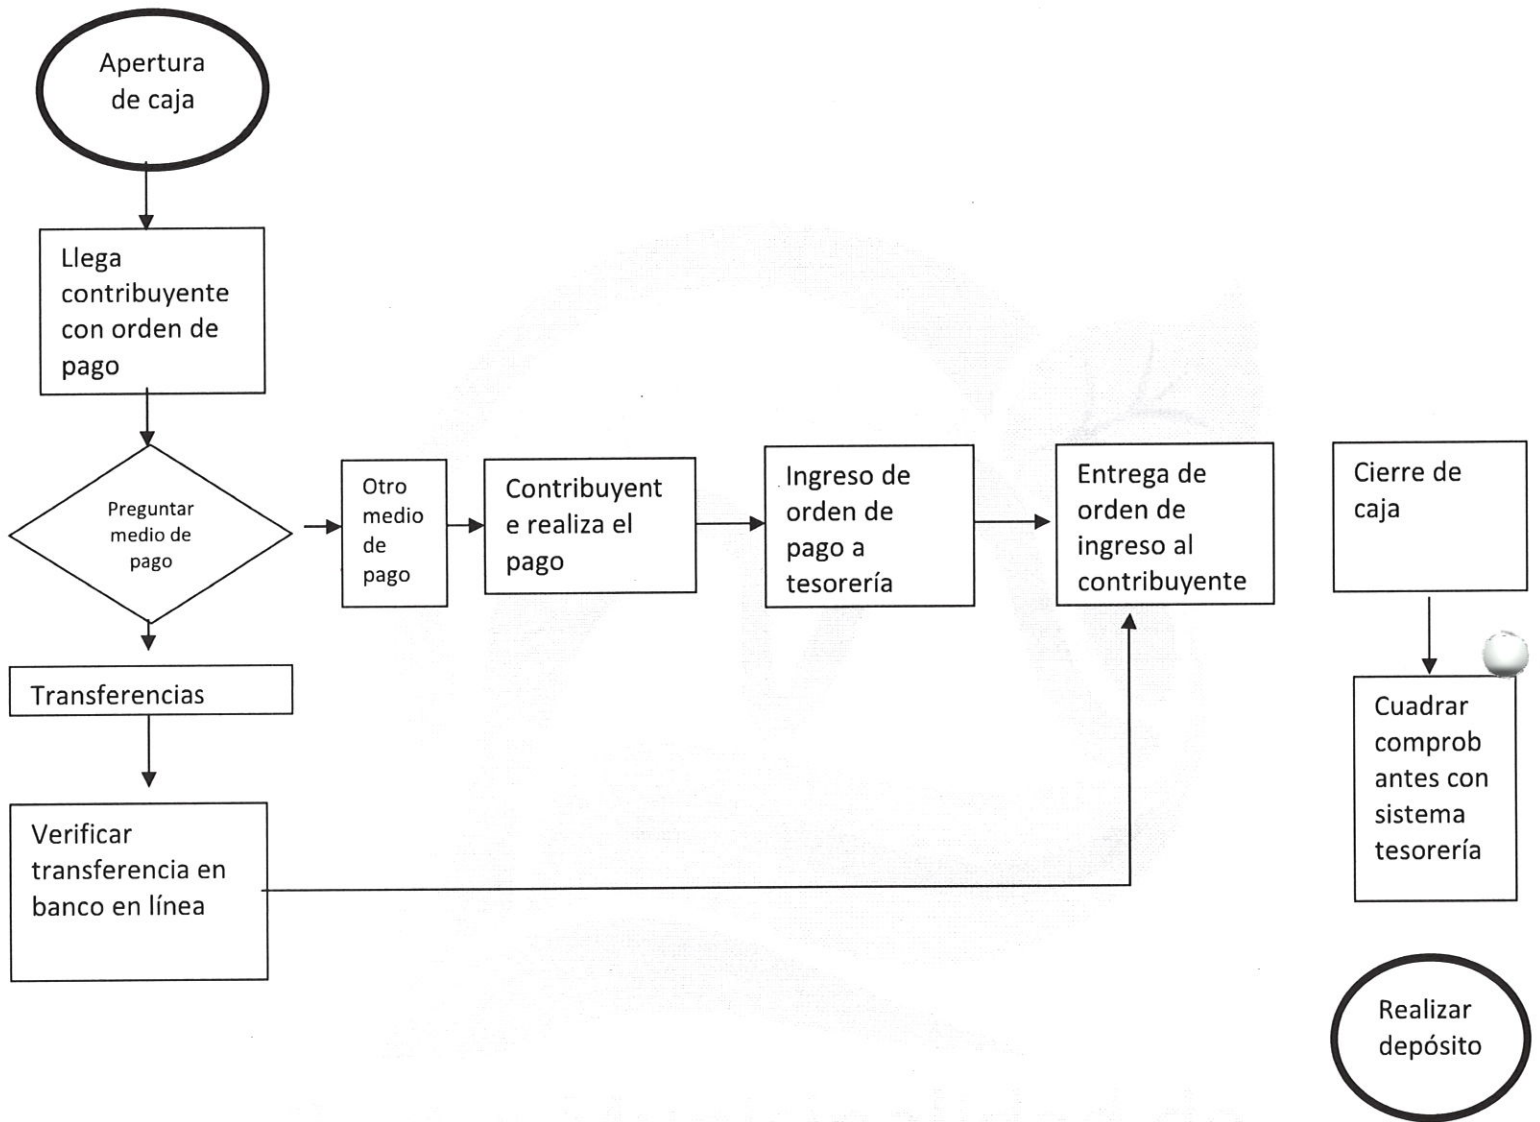 Apertura
de caja
Llega
contribuyente
con orden de
pago
Preguntar
medio de
pago
Otro
medio
de
pago
Contribuyent
e realiza el
pago
Ingreso de
orden de
pago a
tesorería
Entrega de
orden de
ingreso al
contribuyente
Cierre de
caja
Transferencias
Verificar
transferencia en
banco en línea
Cuadrar
comprob
antes con
sistema
tesorería
Realizar
depósito